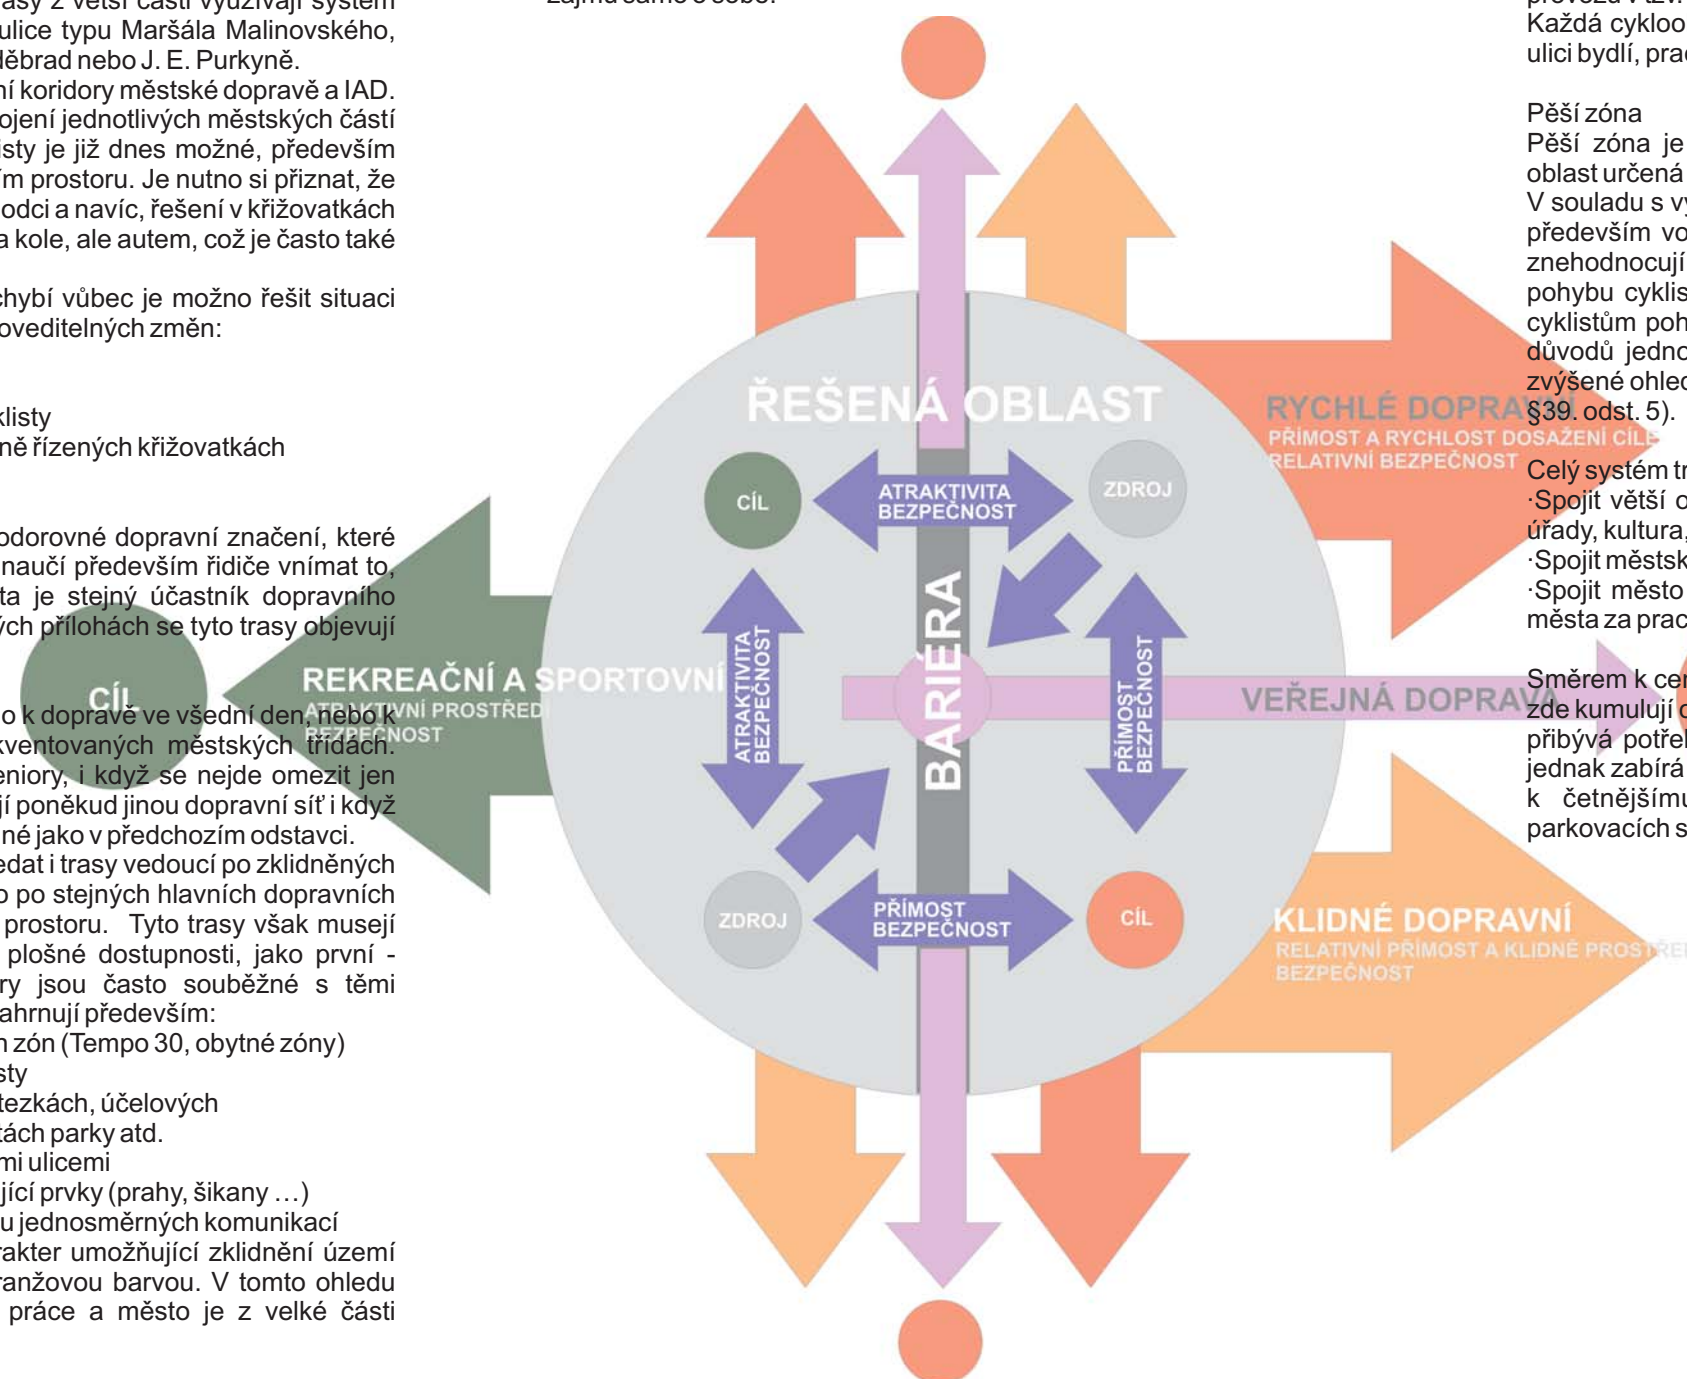 asy z větší části využívají systém
ulice typu Maršála Malinovského,
děbrad nebo J. E. Purkyně.
ní koridory městské dopravě a IAD.
ojení jednotlivých městských částí
isty je již dnes možné, především
ím prostoru. Je nutno si přiznat, že
odci a navíc, řešení v křižovatkách
a kole, ale autem, což je často také
chybí vůbec je možno řešit situaci
oveditelných změn:
klisty
ně řízených křižovatkách
odorovné dopravní značení, které
naučí především řidiče vnímat to,
ta je stejný účastník dopravního
ých přílohách se tyto trasy objevují
o k dopravě ve všední den, nebo k
kventovaných městských třídách.
eniory, i když se nejde omezit jen
jí poněkud jinou dopravní síť i když
né jako v předchozím odstavci.
edat i trasy vedoucí po zklidněných
o po stejných hlavních dopravních
prostoru. Tyto trasy však musejí
plošné dostupnosti, jako první -
ry jsou často souběžné s těmi
ahrnují především:
n zón (Tempo 30, obytné zóny)
sty
tezkách, účelových
tách parky atd.
mi ulicemi
jící prvky (prahy, šikany …)
u jednosměrných komunikací
rakter umožňující zklidnění území
ranžovou barvou. V tomto ohledu
práce a město je z velké části
zájmu samo o sobě.
ŘEŠENÁ OBLAST
CÍL
ATRAKTIVITA
BEZPEČNOST
ZDROJ
BARIÉRA
ATRAKTIVITA
BEZPEČNOST
PŘÍMOST
BEZPEČNOST
ZDROJ
PŘÍMOST
BEZPEČNOST
CÍL
CÍL
REKREAČNÍ A SPORTOVNÍ
ATRAKTIVNÍ PROSTŘEDÍ
BEZPEČNOST
RYCHLÉ DOPRAVNÍ
PŘÍMOST A RYCHLOST DOSAŽENÍ CÍLE
RELATIVNÍ BEZPEČNOST
VEŘEJNÁ DOPRAVA
KLIDNÉ DOPRAVNÍ
RELATIVNÍ PŘÍMOST A KLIDNÉ PROSTŘE
BEZPEČNOST
provozu v tzv.
Každá cykloo
ulici bydlí, prac
Pěší zóna
Pěší zóna je
oblast určená
V souladu s vy
především vo
znehodnocují
pohybu cyklis
cyklistům poh
důvodů jedno
zvýšené ohled
§39. odst. 5).
Celý systém tr
·Spojit větší o
úřady, kultura,
·Spojit městsk
·Spojit město
města za prac
Směrem k cen
zde kumulují d
přibývá potřel
jednak zabírá
k četnějšímu
parkovacích s